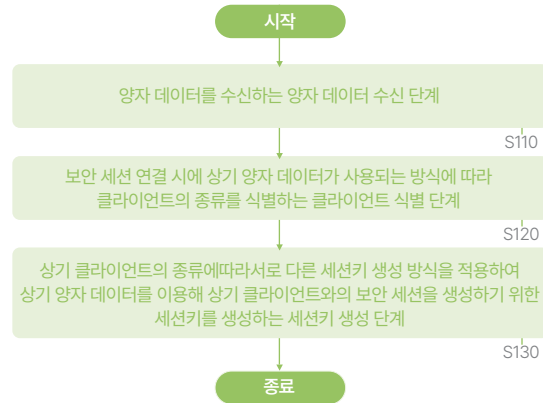 시작
양자 데이터를 수신하는 양자 데이터 수신 단계
S110
보안 세션 연결 시에 상기 양자 데이터가 사용되는 방식에 따라
클라이언트의 종류를 식별하는 클라이언트 식별 단계
S120
상기 클라이언트의 종류에따라서로 다른 세션키 생성 방식을 적용하여
상기 양자 데이터를 이용해 상기 클라이언트와의 보안 세션을 생성하기 위한
세션키를 생성하는 세션키 생성 단계
S130
종료